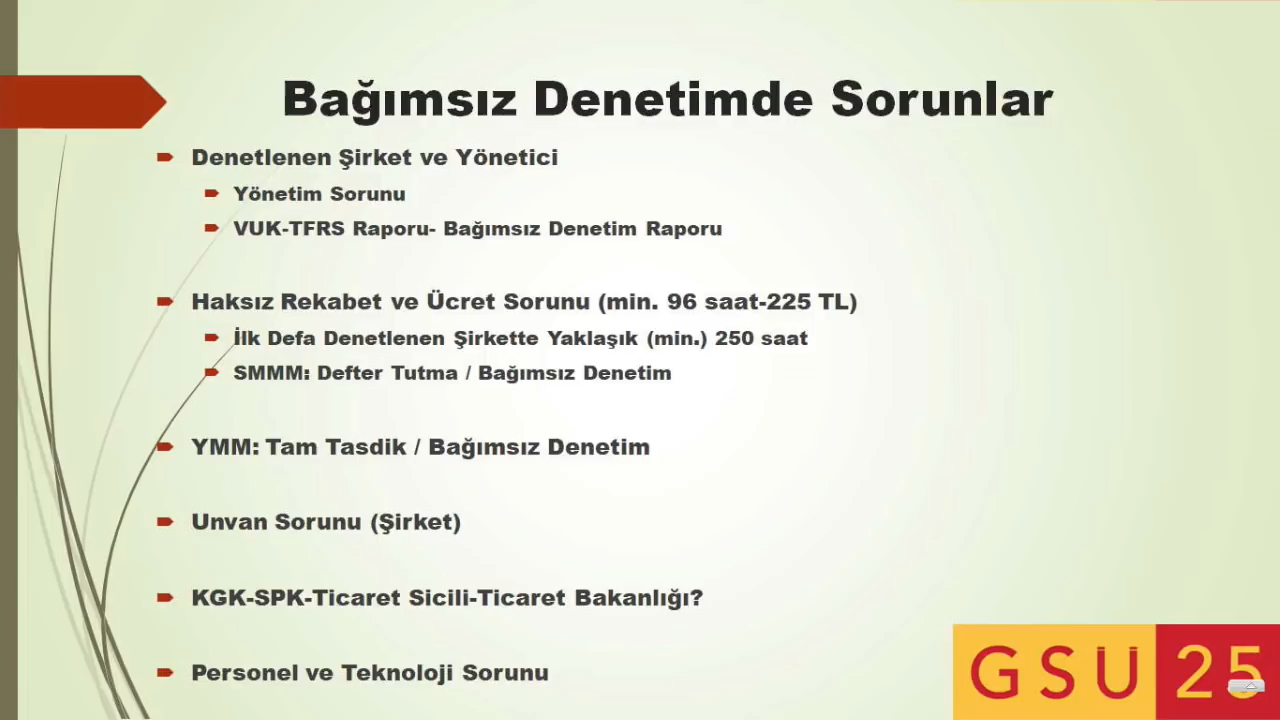 Bağımsız Denetimde Sorunlar
Denetlenen Şirket ve Yönetici
Yönetim Sorunu
VUK-TFRS Raporu- Bağımsız Denetim Raporu
Haksız Rekabet ve Ücret Sorunu (min. 96 saat-225 TL)
İlk Defa Denetlenen Şirkette Yaklaşık (min.) 250 saat
SMMM: Defter Tutma / Bağımsız Denetim
YMM: Tam Tasdik / Bağımsız Denetim
Unvan Sorunu (Şirket)
KGK-SPK-Ticaret Sicili-Ticaret Bakanlığı?
Personel ve Teknoloji Sorunu
GSÜ 25